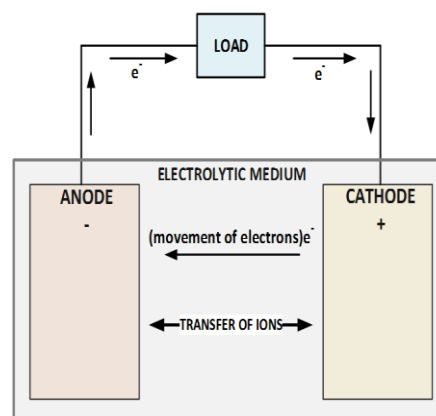 LOAD
e-
e-
ELECTROLYTIC MEDIUM
ANODE
-
CATHODE
+
(movement of electrons)e-
TRANSFER OF IONS